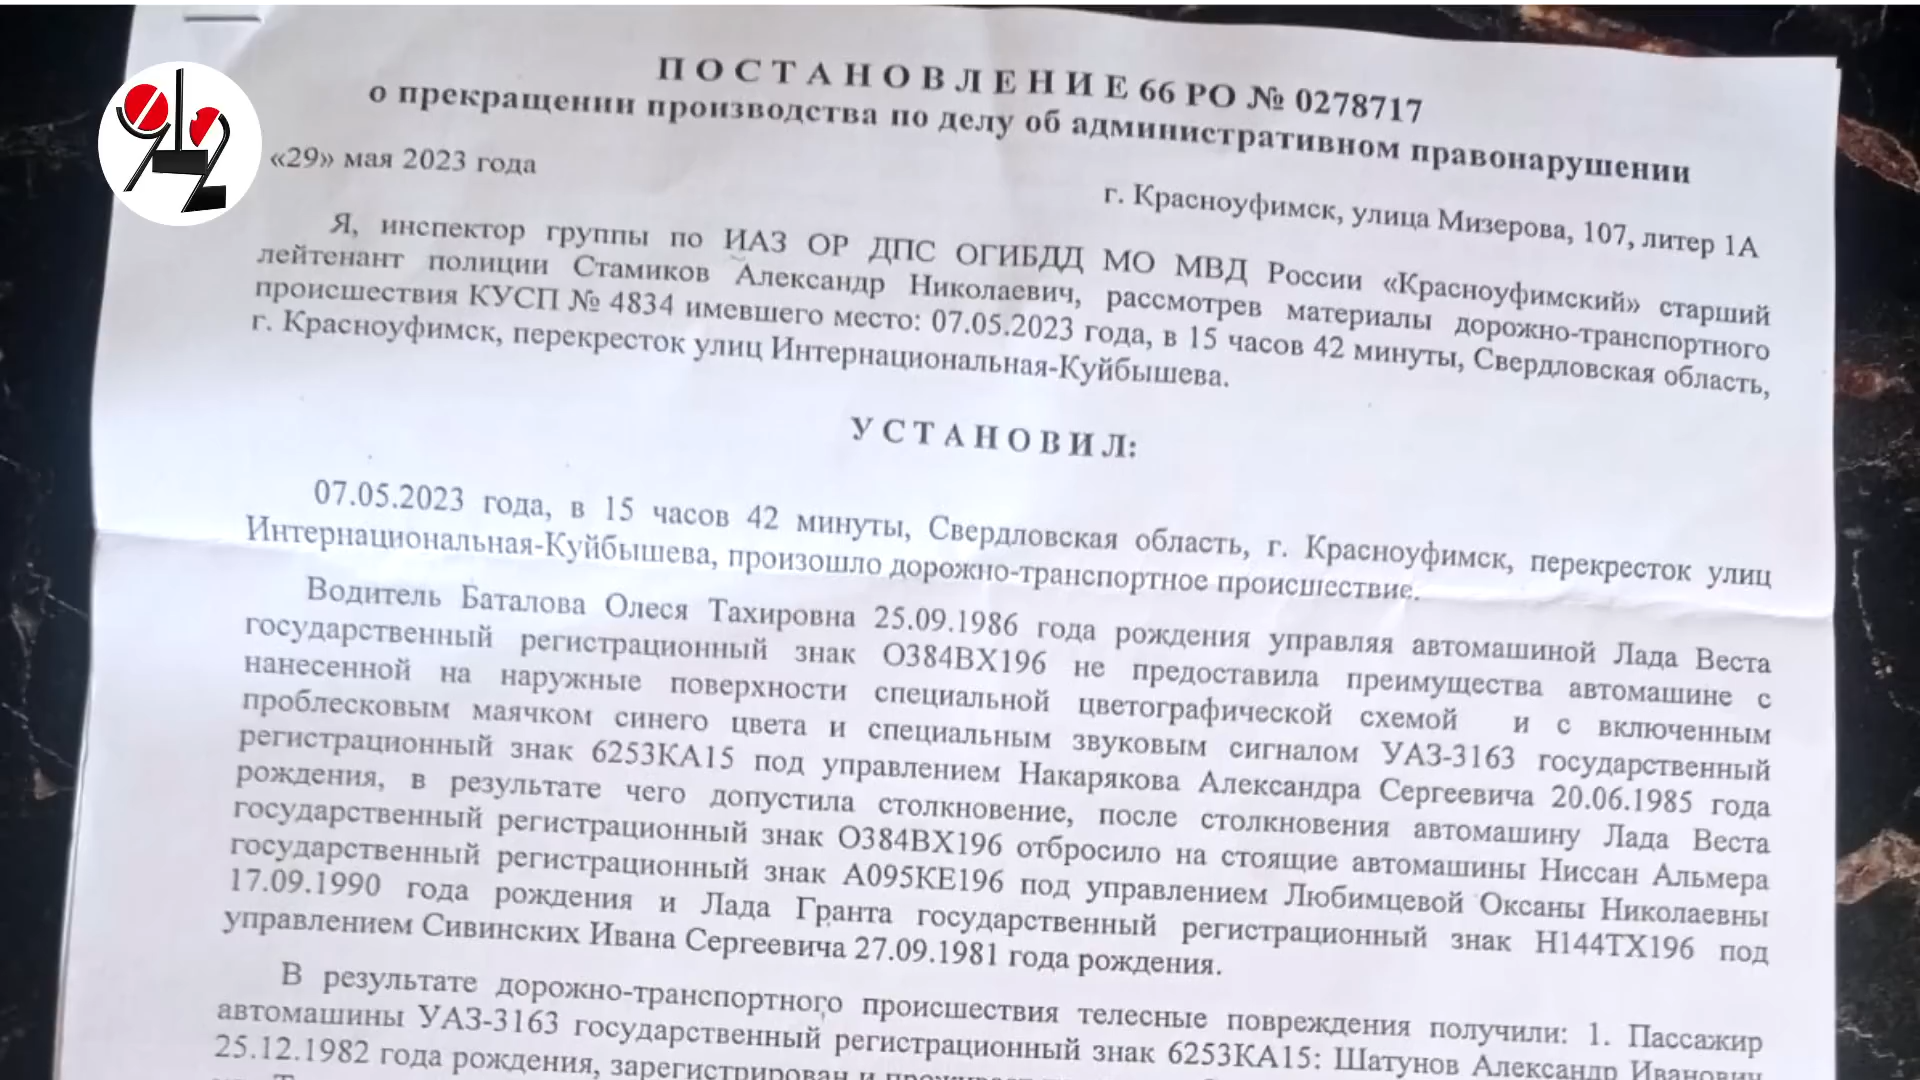 ПОСТАНОВЛЕНИЕ 66 РО № 0278717
о прекращении производства по делу об административном правонарушении
«29» мая 2023 года
г. Красноуфимск, улица Мизерова, 107, литер 1А
Я, инспектор группы по ИАЗ ОР ДПС ОГИБДД МО МВД России «Красноуфимский» старший
лейтенант полиции Стамиков Александр Николаевич, рассмотрев материалы дорожно-транспортного
происшествия КУСП № 4834 имевшего место: 07.05.2023 года, в 15 часов 42 минуты, Свердловская область,
г. Красноуфимск, перекресток улиц Интернациональная-Куйбышева.
УСТАНОВИЛ:
07.05.2023 года, в 15 часов 42 минуты, Свердловская область, г. Красноуфимск, перекресток улиц
Интернациональная-Куйбышева, произошло дорожно-транспортное происшествие.
Водитель Баталова Олеся Тахировна 25.09.1986 года рождения управляя автомашиной Лада Веста
государственный регистрационный знак О384ВХ196 не предоставила преимущества автомашине с
нанесенной на наружные поверхности специальной цветографической схемой и с включенным
проблесковым маячком синего цвета и специальным звуковым сигналом УАЗ-3163 государственный
регистрационный знак 6253КА15 под управлением Накарякова Александра Сергеевича 20.06.1985 года
рождения, в результате чего допустила столкновение, после столкновения автомашину Лада Веста
государственный регистрационный знак О384ВХ196 отбросило на стоящие автомашины Ниссан Альмера
государственный регистрационный знак А095КЕ196 под управлением Любимцевой Оксаны Николаевны
17.09.1990 года рождения и Лада Гранта государственный регистрационный знак Н144ТХ196 под
управлением Сивинских Ивана Сергеевича 27.09.1981 года рождения.
В результате дорожно-транспортного происшествия телесные повреждения получили: 1. Пассажир
автомашины УАЗ-3163 государственный регистрационный знак 6253КА15: Шатунов Александр Иванович
25.12.1982 года рождения, зарегистрирован и